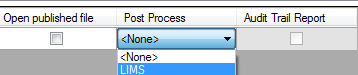 Open published file Post Process Audit Trail Report
<None>
<None>
LIMS